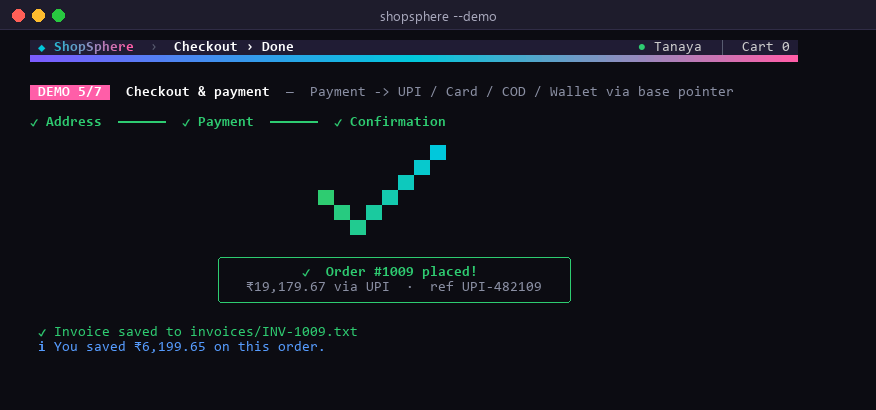 shopsphere --demo
◆ ShopSphere › Checkout › Done ● Tanaya │ Cart 0
DEMO 5/7 Checkout & payment — Payment -> UPI / Card / COD / Wallet via base pointer
✓ Address ─── ✓ Payment ─── ✓ Confirmation
✓ Order #1009 placed!
₹19,179.67 via UPI · ref UPI-482109
✓ Invoice saved to invoices/INV-1009.txt
i You saved ₹6,199.65 on this order.